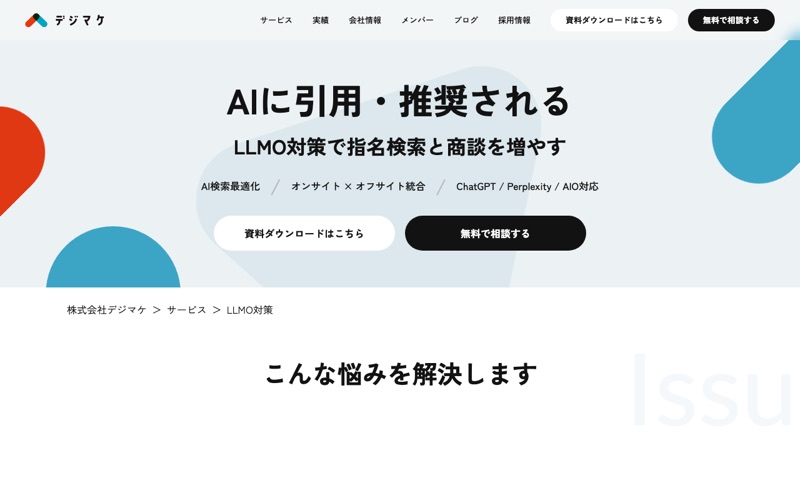 デジマケ
サービス 実績 会社情報 メンバー ブログ 採用情報 資料ダウンロードはこちら 無料で相談する
AIに引用・推奨される
LLMO対策で指名検索と商談を増やす
AI検索最適化 / オンサイト × オフサイト統合 / ChatGPT / Perplexity / AIO対応
資料ダウンロードはこちら 無料で相談する
株式会社デジマケ > サービス > LLMO対策
こんな悩みを解決します
Issu